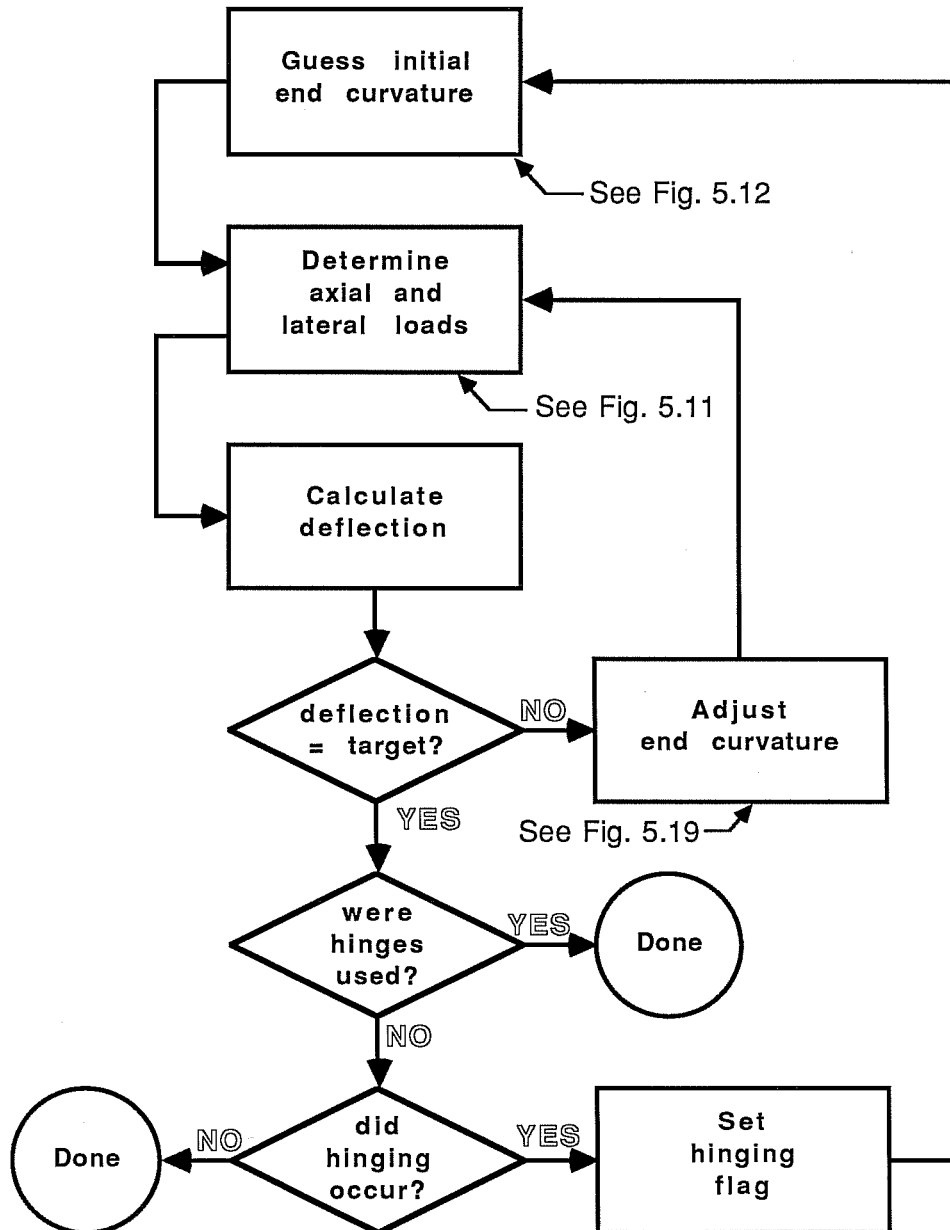 Guess initial
end curvature
See Fig. 5.12
Determine
axial and
lateral loads
See Fig. 5.11
Calculate
deflection
deflection
= target?
NO
Adjust
end curvature
YES
See Fig. 5.19
were
hinges
used?
YES
Done
NO
did
hinging
occur?
NO
Done
YES
Set
hinging
flag